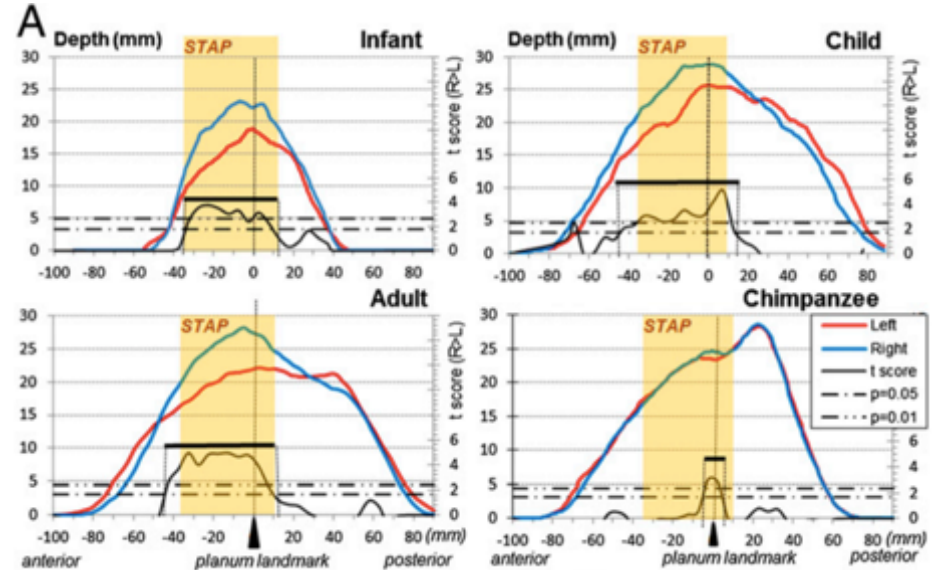 A
Depth (mm) STAP Infant
30
25
20
15
10
5
0
t score (R>L)
6
4
2
0
-100 -80 -60 -40 -20 0 20 40 60 80
Depth (mm) STAP Child
30
25
20
15
10
5
0
t score (R>L)
6
4
2
0
-100 -80 -60 -40 -20 0 20 40 60 80
Adult
STAP
30
25
20
15
10
5
0
t score (R>L)
6
4
2
0
-100 -80 -60 -40 -20 0 20 40 60 80 (mm)
anterior planum landmark posterior
Chimpanzee
STAP
30
25
20
15
10
5
0
Left
Right
t score
p=0.05
p=0.01
6
4
2
0
-100 -80 -60 -40 -20 0 20 40 60 80 (mm)
anterior planum landmark posterior